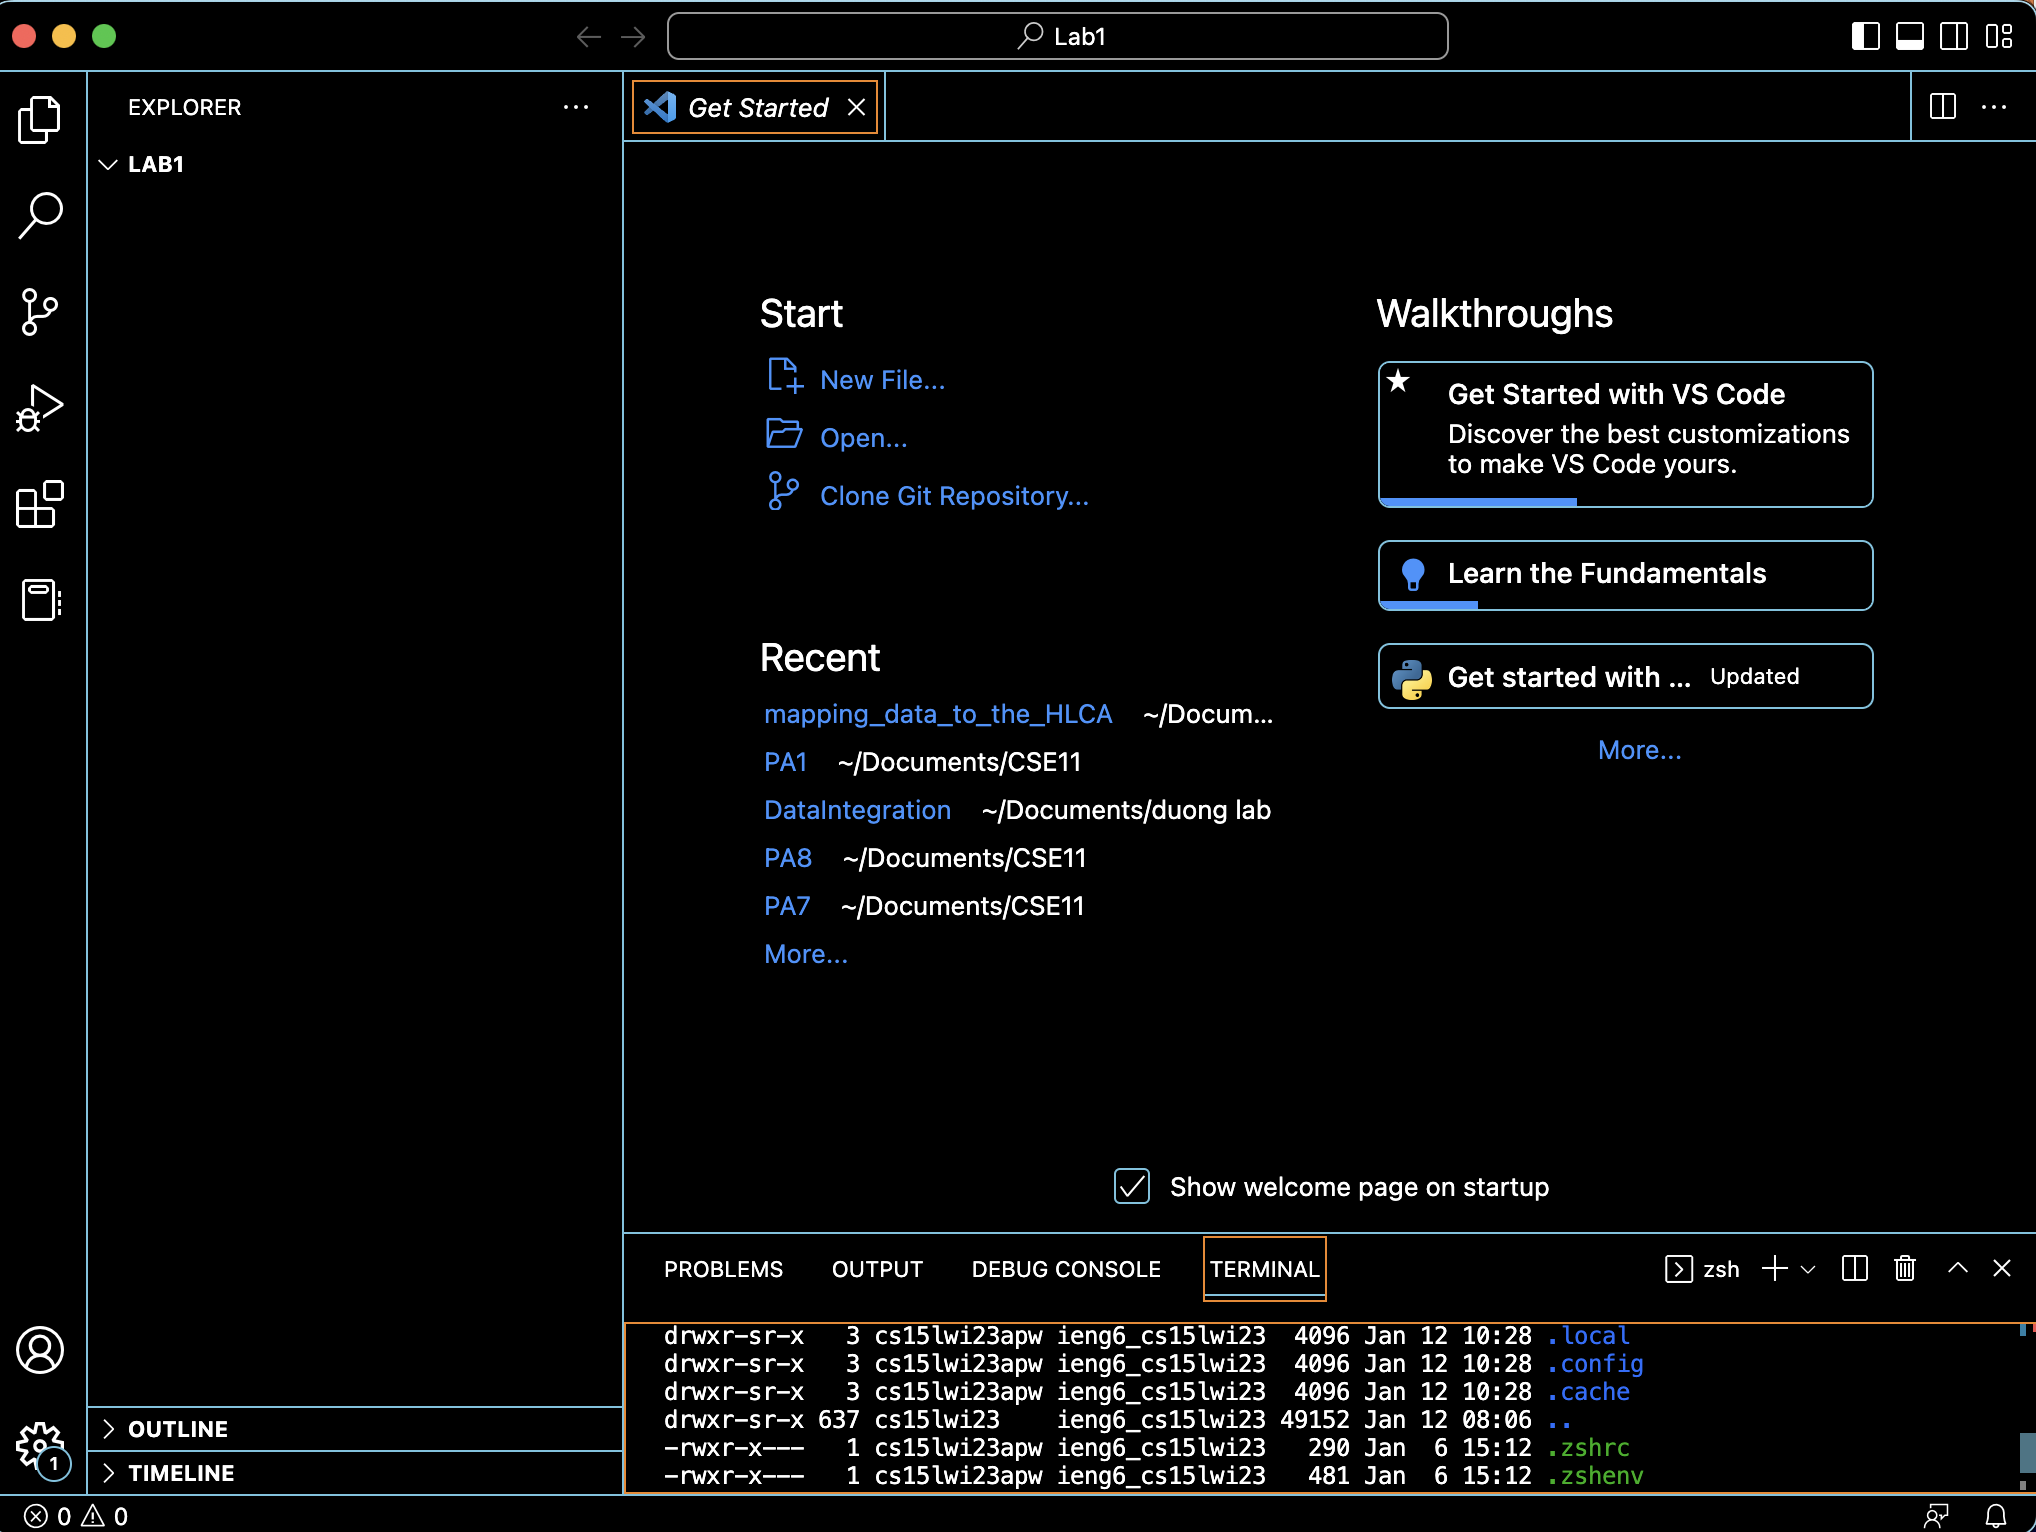 Lab1
EXPLORER
LAB1
Get Started
Start
New File...
Open...
Clone Git Repository...
Recent
mapping_data_to_the_HLCA ~/Docum...
PA1 ~/Documents/CSE11
DataIntegration ~/Documents/duong lab
PA8 ~/Documents/CSE11
PA7 ~/Documents/CSE11
More...
Walkthroughs
Get Started with VS Code
Discover the best customizations
to make VS Code yours.
Learn the Fundamentals
Get started with ... Updated
More...
Show welcome page on startup
PROBLEMS OUTPUT DEBUG CONSOLE TERMINAL zsh
drwxr-sr-x   3 cs15lwi23apw ieng6_cs15lwi23  4096 Jan 12 10:28 .local
drwxr-sr-x   3 cs15lwi23apw ieng6_cs15lwi23  4096 Jan 12 10:28 .config
drwxr-sr-x   3 cs15lwi23apw ieng6_cs15lwi23  4096 Jan 12 10:28 .cache
drwxr-sr-x 637 cs15lwi23    ieng6_cs15lwi23 49152 Jan 12 08:06 ..
-rwxr-x---   1 cs15lwi23apw ieng6_cs15lwi23   290 Jan  6 15:12 .zshrc
-rwxr-x---   1 cs15lwi23apw ieng6_cs15lwi23   481 Jan  6 15:12 .zshenv
OUTLINE
TIMELINE
1
0 0